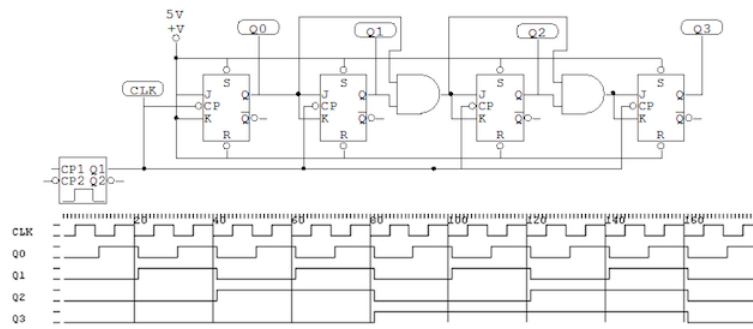 5V
+V
Q0
Q1
Q2
Q3
CLK
S
S
S
S
J Q
J Q
J Q
J Q
CP
CP
CP
CP
K Q
K Q
K Q
K Q
R
R
R
R
CP1 Q1
CP2 Q2
20 40 60 80 100 120 140 160
CLK
Q0
Q1
Q2
Q3